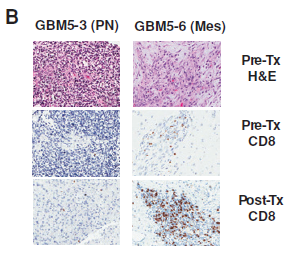 B
GBM5-3 (PN) GBM5-6 (Mes)
Pre-Tx
H&E
Pre-Tx
CD8
Post-Tx
CD8